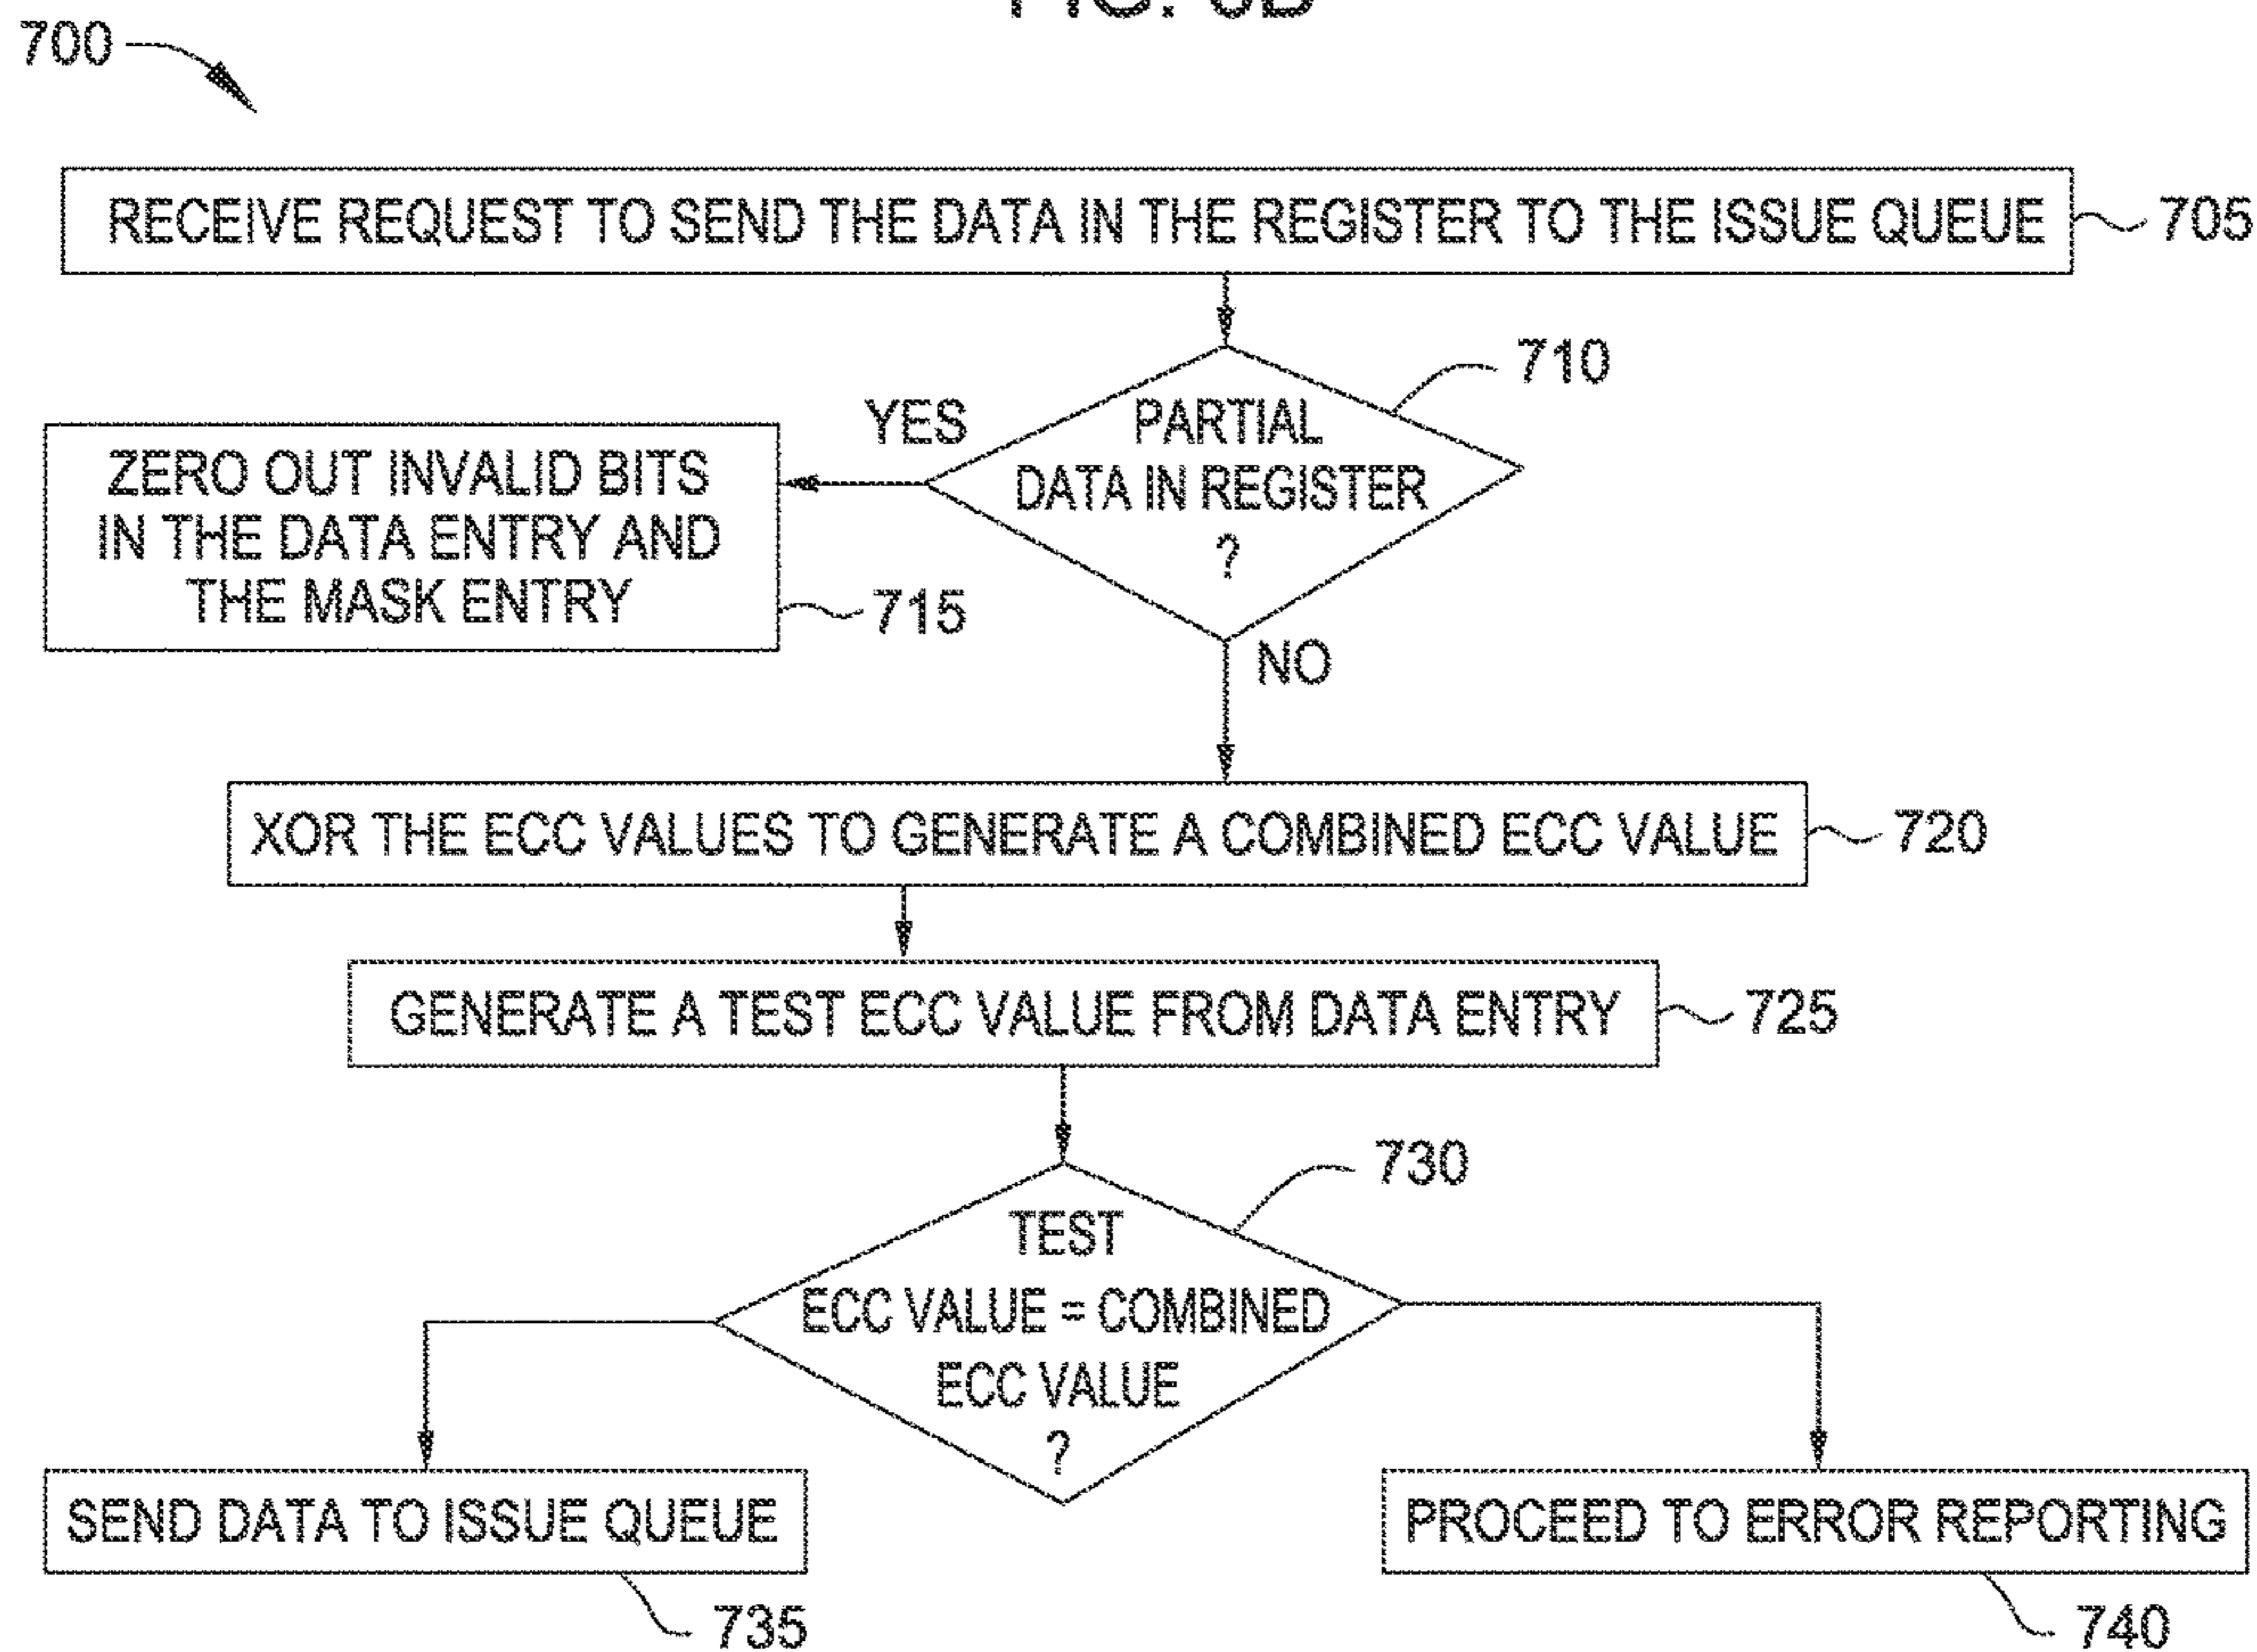 700
RECEIVE REQUEST TO SEND THE DATA IN THE REGISTER TO THE ISSUE QUEUE
705
710
PARTIAL
DATA IN REGISTER
?
YES
ZERO OUT INVALID BITS
IN THE DATA ENTRY AND
THE MASK ENTRY
715
NO
XOR THE ECC VALUES TO GENERATE A COMBINED ECC VALUE
720
GENERATE A TEST ECC VALUE FROM DATA ENTRY
725
730
TEST
ECC VALUE = COMBINED
ECC VALUE
?
SEND DATA TO ISSUE QUEUE
735
PROCEED TO ERROR REPORTING
740